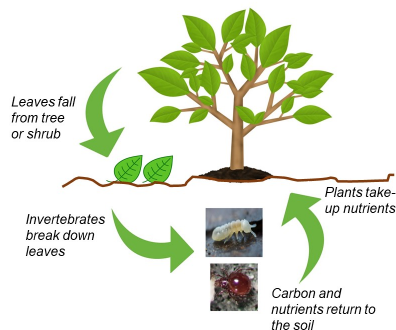 Leaves fall
from tree
or shrub
Plants take-
up nutrients
Invertebrates
break down
leaves
Carbon and
nutrients return to
the soil